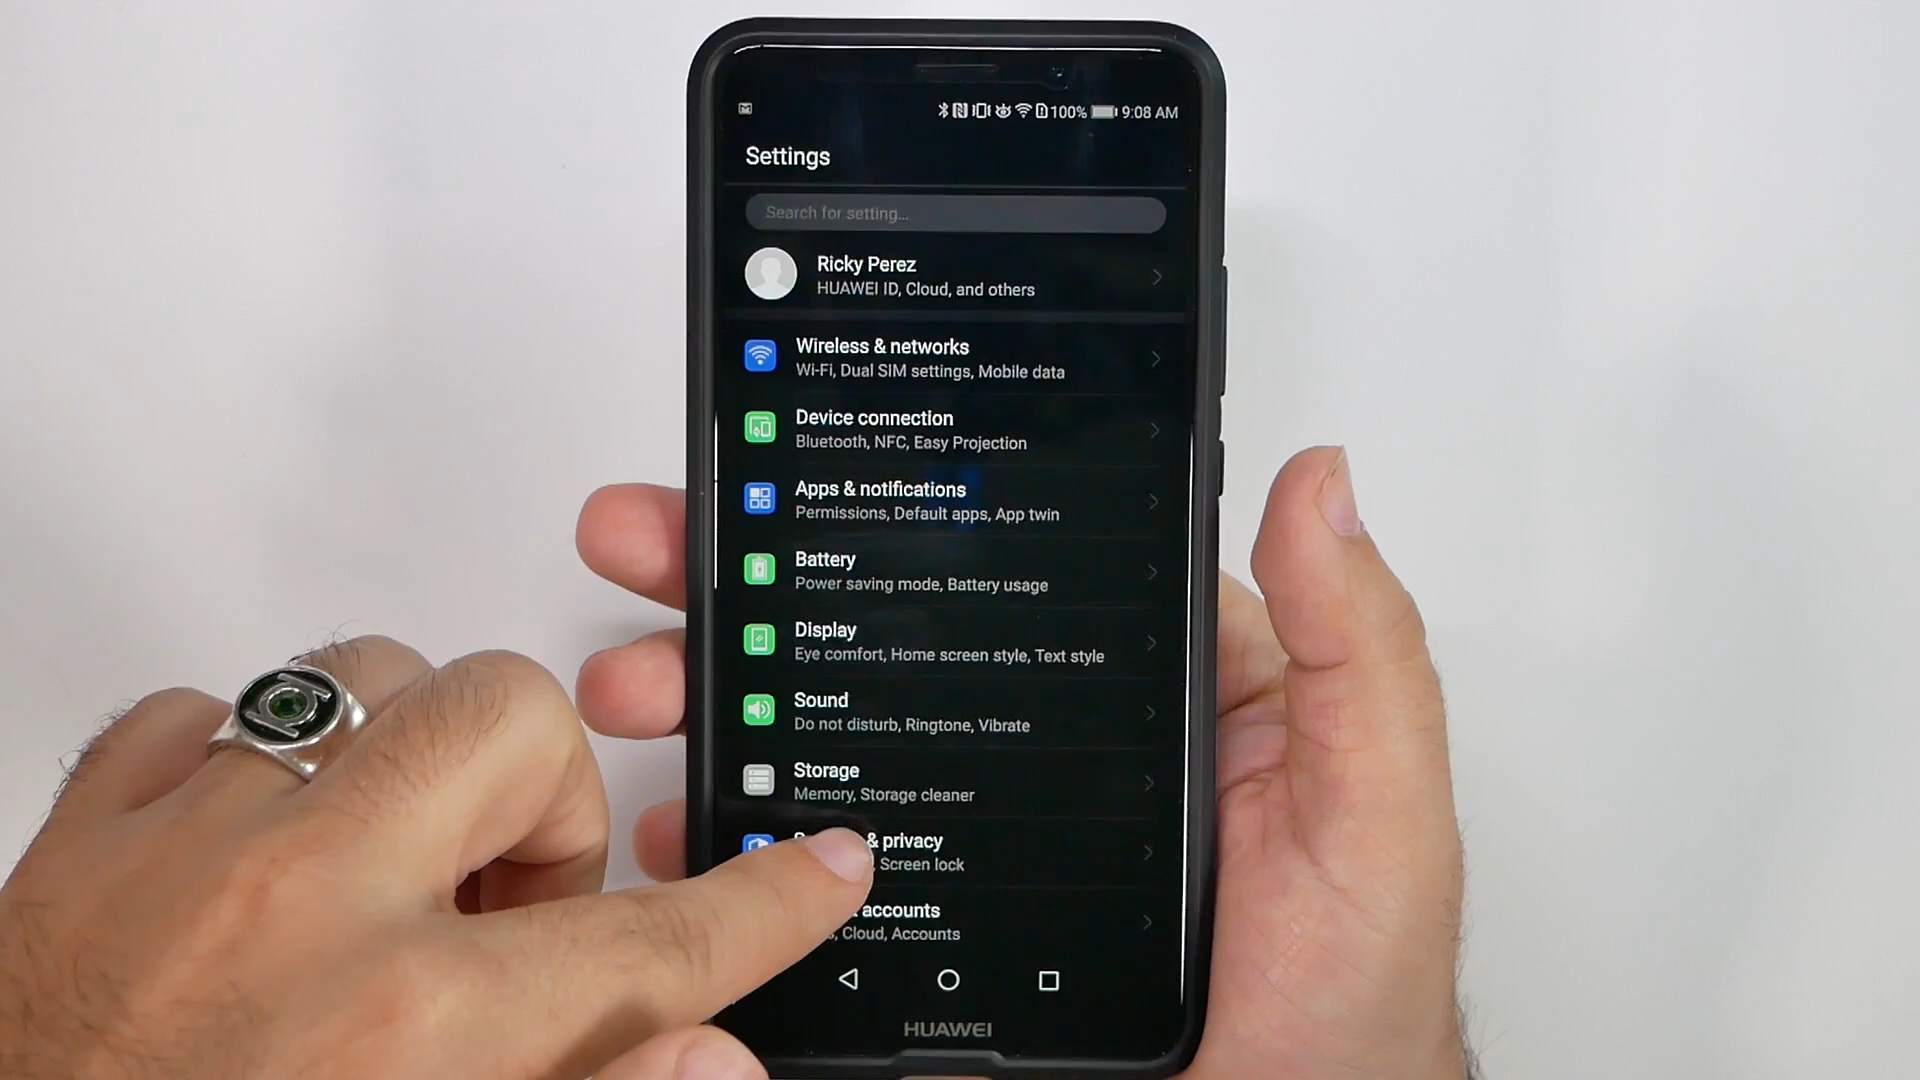 100% 9:08 AM
Settings
Search for setting...
Ricky Perez
HUAWEI ID, Cloud, and others
Wireless & networks
Wi-Fi, Dual SIM settings, Mobile data
Device connection
Bluetooth, NFC, Easy Projection
Apps & notifications
Permissions, Default apps, App twin
Battery
Power saving mode, Battery usage
Display
Eye comfort, Home screen style, Text style
Sound
Do not disturb, Ringtone, Vibrate
Storage
Memory, Storage cleaner
& privacy
Screen lock
accounts
Cloud, Accounts
HUAWEI